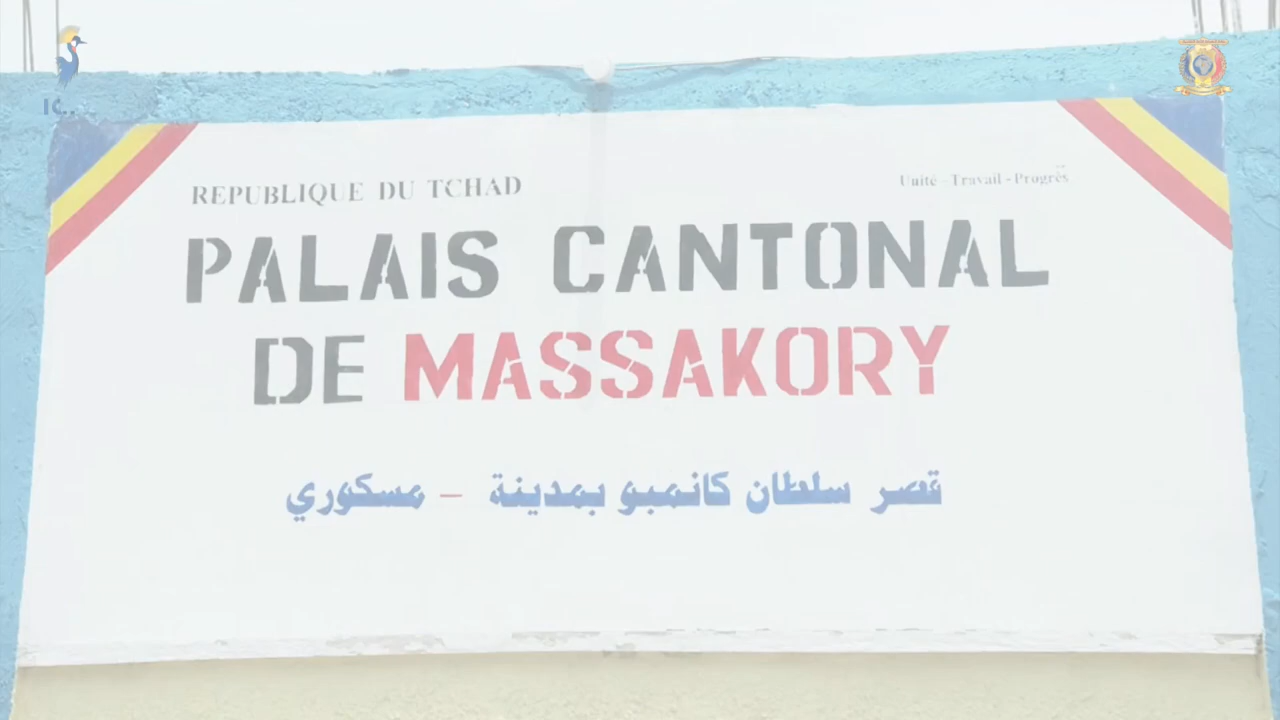 REPUBLIQUE DU TCHAD
Unité - Travail - Progrès
PALAIS CANTONAL
DE MASSAKORY
قصر سلطان كانمبو بمدينة - مسكوري